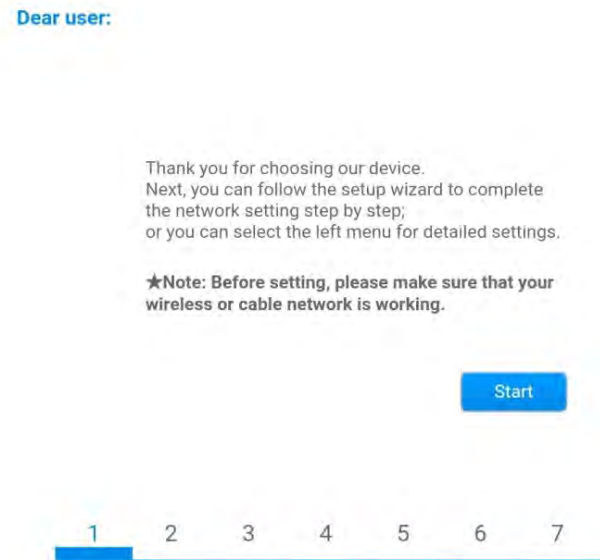 Dear user:
Thank you for choosing our device.
Next, you can follow the setup wizard to complete
the network setting step by step;
or you can select the left menu for detailed settings.
★Note: Before setting, please make sure that your
wireless or cable network is working.
Start
1 2 3 4 5 6 7